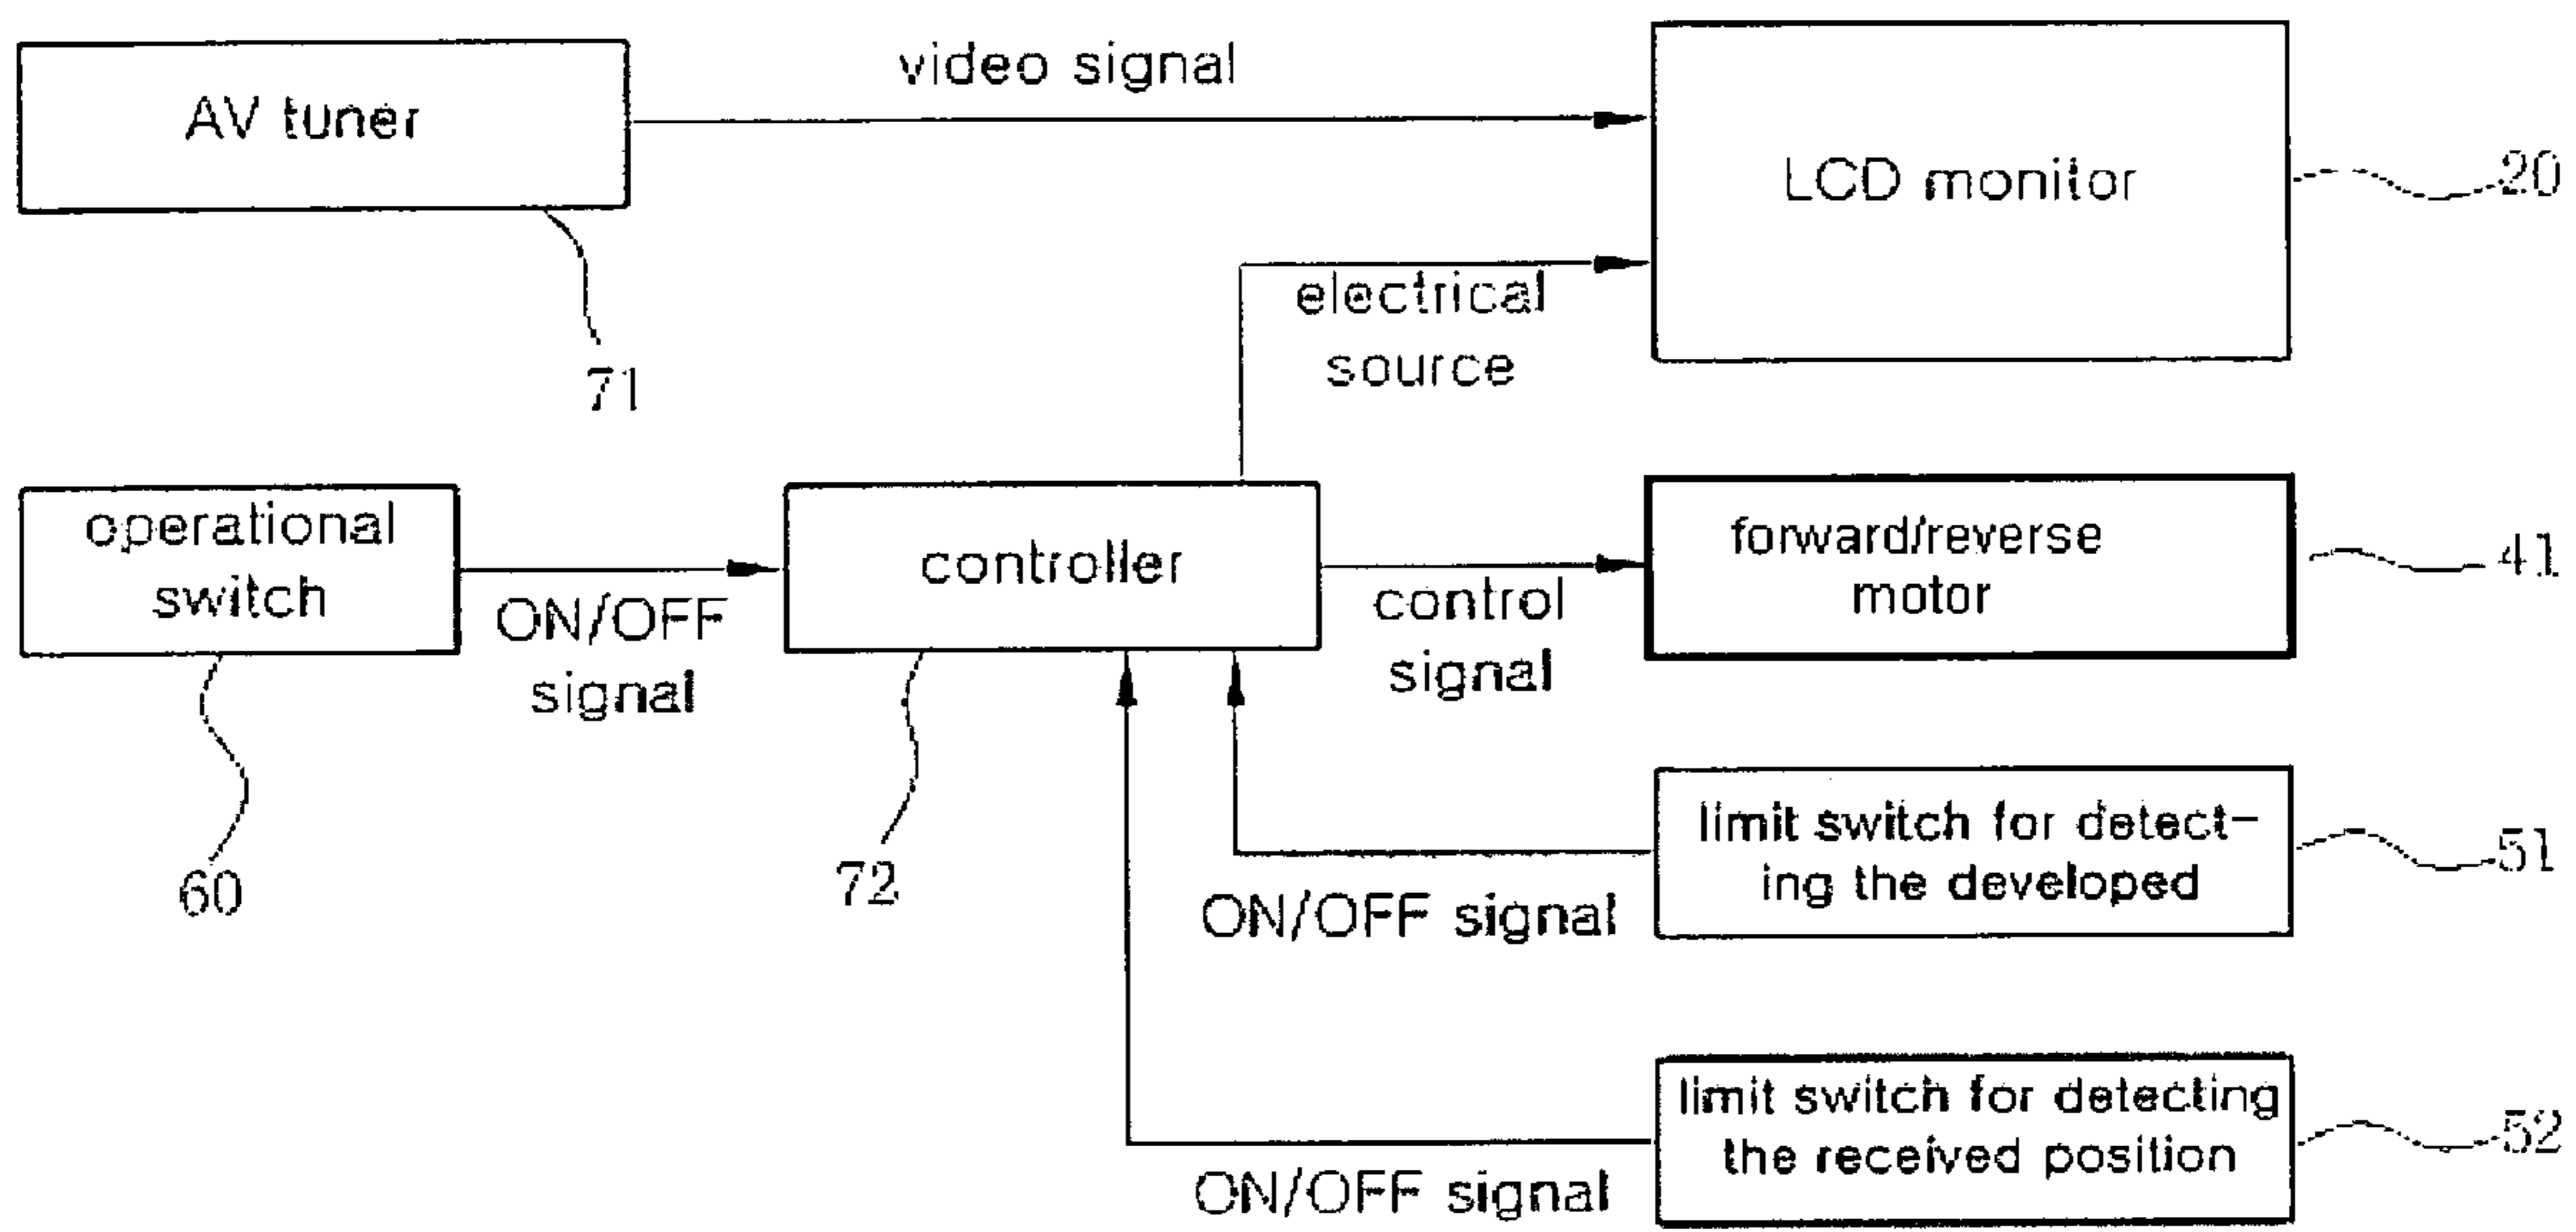 video signal
AV tuner
LCD monitor
20
electrical
source
71
operational
switch
controller
forward/reverse
motor
41
ON/OFF
signal
control
signal
60
72
limit switch for detect-
ing the developed
51
ON/OFF signal
limit switch for detecting
the received position
52
ON/OFF signal